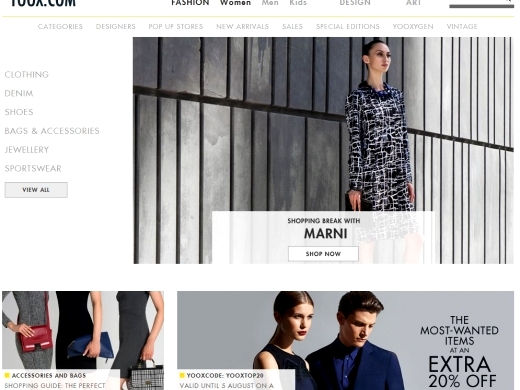 YOOX.COM
FASHION Women Men Kids DESIGN ART
CATEGORIES DESIGNERS POP UP STORES NEW ARRIVALS SALES SPECIAL EDITIONS YOOXYGEN VINTAGE
CLOTHING
DENIM
SHOES
BAGS & ACCESSORIES
JEWELLERY
SPORTSWEAR
VIEW ALL
SHOPPING BREAK WITH
MARNI
SHOP NOW
ACCESSORIES AND BAGS
SHOPPING GUIDE: THE PERFECT
YOOXCODE: YOOXTOP20
VALID UNTIL 5 AUGUST ON A
THE
MOST-WANTED
ITEMS
AT AN
EXTRA
20% OFF